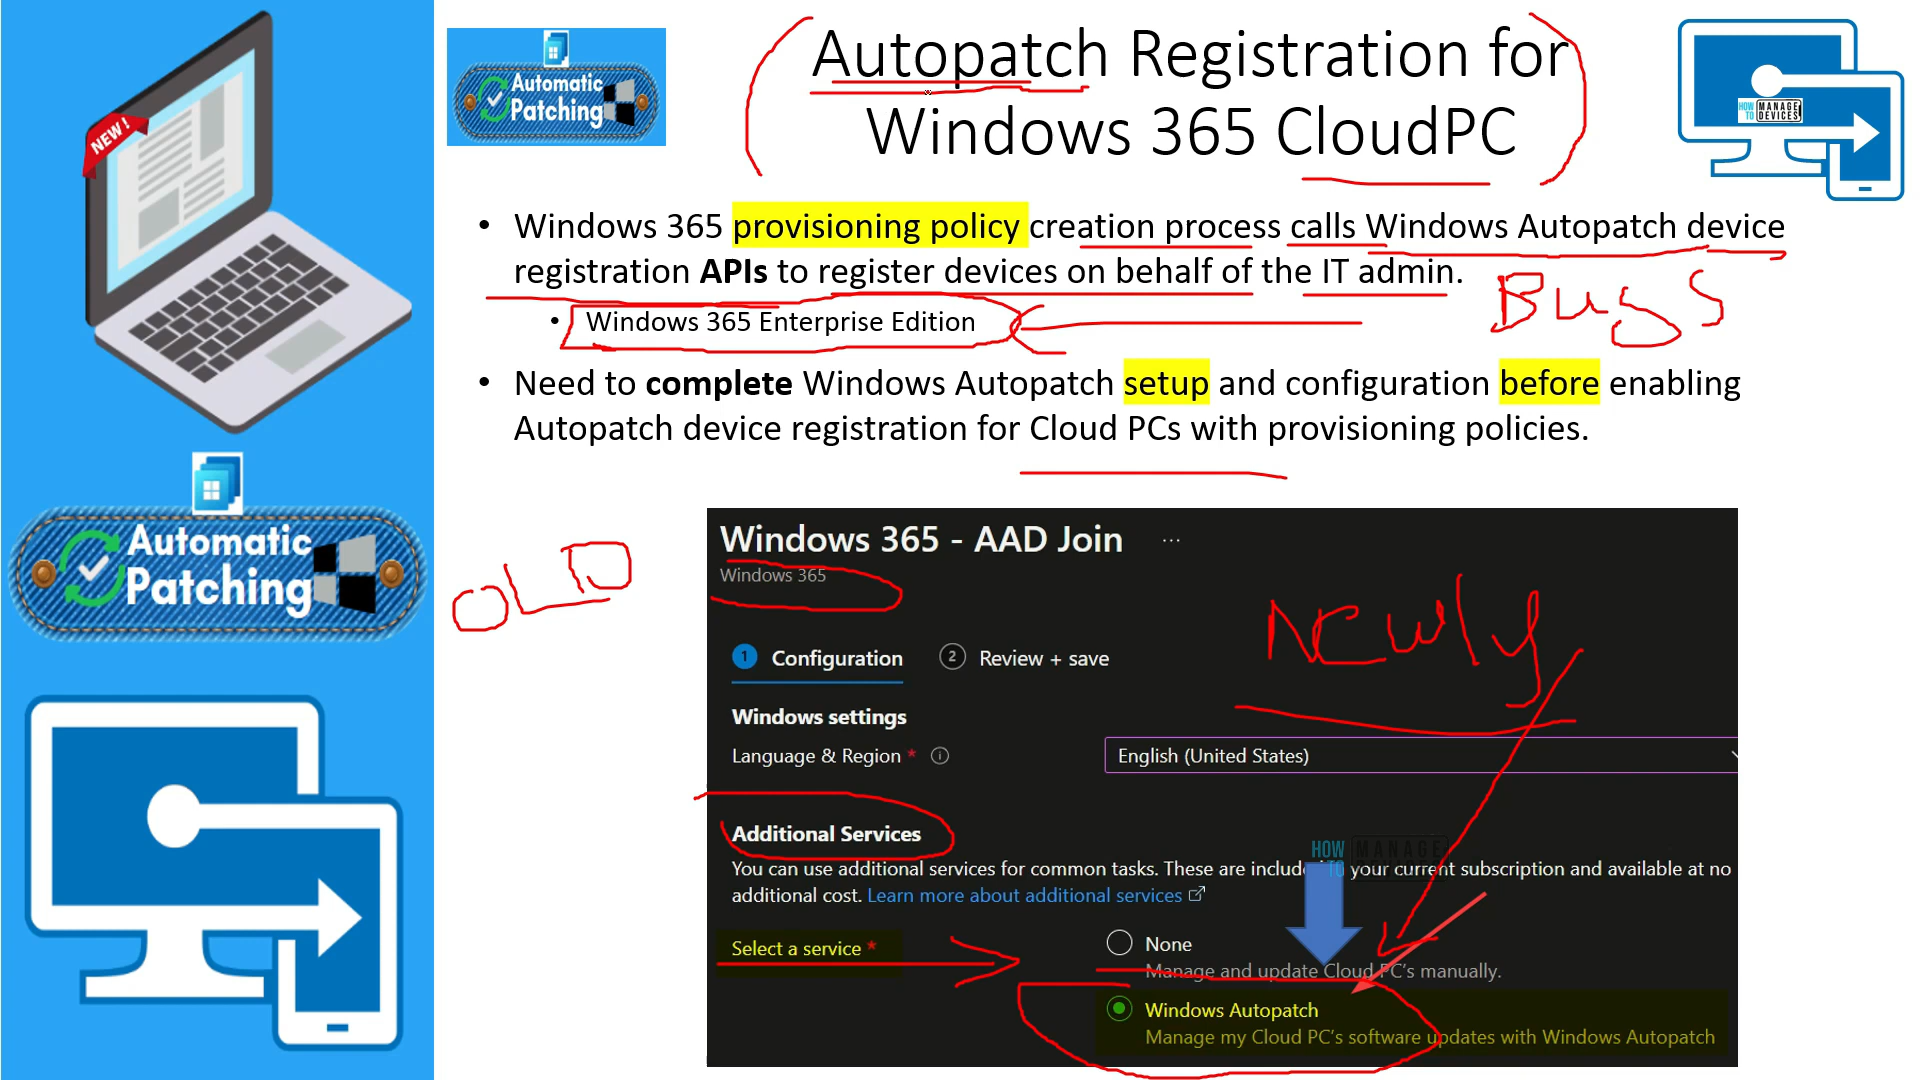 NEW!
Automatic
Patching
Automatic
Patching
Autopatch Registration for
Windows 365 CloudPC
HOW TO MANAGE DEVICES
• Windows 365 provisioning policy creation process calls Windows Autopatch device
registration APIs to register devices on behalf of the IT admin.
Bugs
• Windows 365 Enterprise Edition
• Need to complete Windows Autopatch setup and configuration before enabling
Autopatch device registration for Cloud PCs with provisioning policies.
OLD
Windows 365 - AAD Join ...
Windows 365
Newly
1 Configuration 2 Review + save
Windows settings
Language & Region * English (United States)
Additional Services
HOW TO MANAGE DEVICES
You can use additional services for common tasks. These are include your current subscription and available at no
additional cost. Learn more about additional services
Select a service *
None
Manage and update Cloud PC's manually.
Windows Autopatch
Manage my Cloud PC's software updates with Windows Autopatch